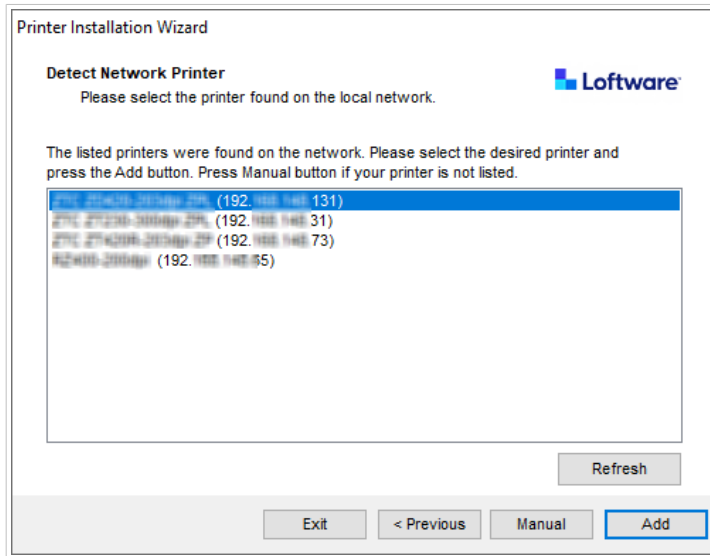 Printer Installation Wizard
Detect Network Printer
Please select the printer found on the local network.
Loftware
The listed printers were found on the network. Please select the desired printer and
press the Add button. Press Manual button if your printer is not listed.
(192. 131)
(192. 31)
(192. 73)
(192. 55)
Refresh
Exit
< Previous
Manual
Add